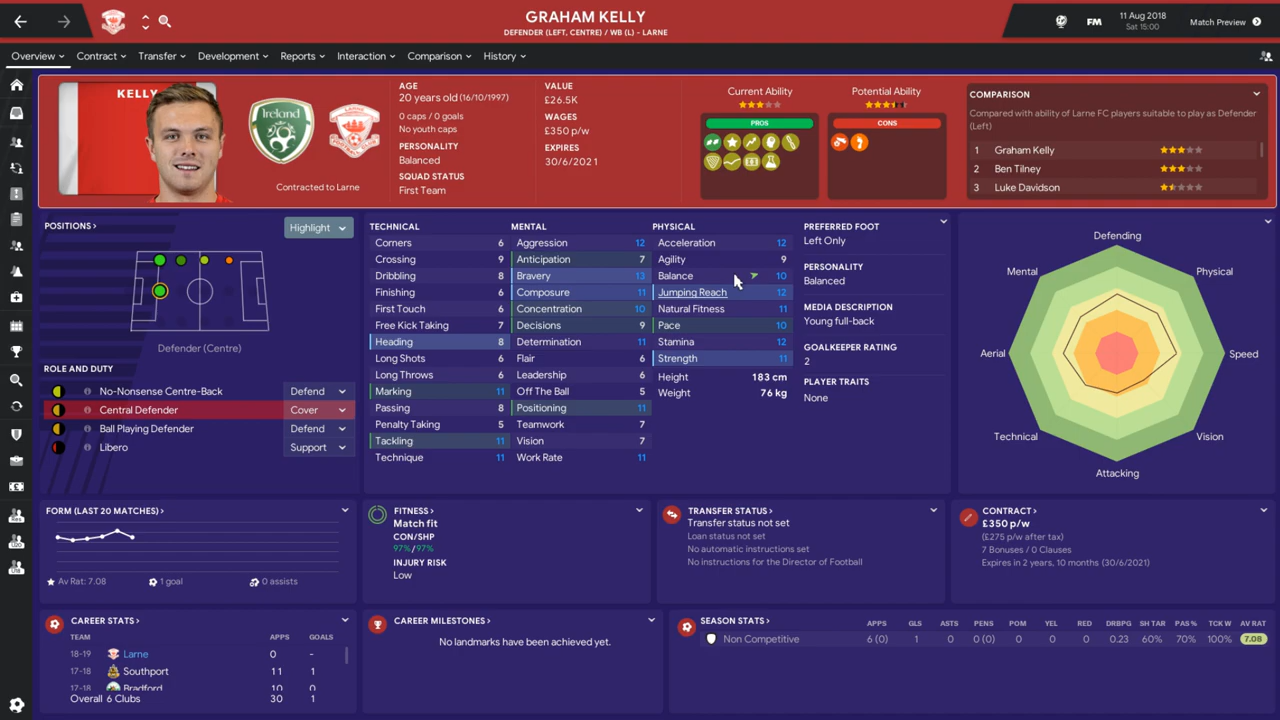 GRAHAM KELLY
DEFENDER (LEFT, CENTRE) / WB (L) - LARNE
FM
11 Aug 2018
Sat 15:00
Match Preview
Overview Contract Transfer Development Reports Interaction Comparison History
KELLY
Ireland
Contracted to Larne
AGE
20 years old (16/10/1997)
0 caps / 0 goals
No youth caps
PERSONALITY
Balanced
SQUAD STATUS
First Team
VALUE
£26.5K
WAGES
£350 p/w
EXPIRES
30/6/2021
Current Ability
PROS
Potential Ability
CONS
COMPARISON
Compared with ability of Larne FC players suitable to play as Defender
(Left)
1 Graham Kelly
2 Ben Tilney
3 Luke Davidson
POSITIONS>
Highlight
Defender (Centre)
ROLE AND DUTY
No-Nonsense Centre-Back Defend
Central Defender Cover
Ball Playing Defender Defend
Libero Support
TECHNICAL
Corners 6
Crossing 9
Dribbling 8
Finishing 6
First Touch 6
Free Kick Taking 7
Heading 8
Long Shots 6
Long Throws 6
Marking 11
Passing 8
Penalty Taking 5
Tackling 11
Technique 11
MENTAL
Aggression 12
Anticipation 7
Bravery 13
Composure 11
Concentration 10
Decisions 9
Determination 11
Flair 6
Leadership 6
Off The Ball 5
Positioning 11
Teamwork 7
Vision 7
Work Rate 11
PHYSICAL
Acceleration 12
Agility 9
Balance 10
Jumping Reach 12
Natural Fitness 11
Pace 10
Stamina 12
Strength 11
Height 183 cm
Weight 76 kg
PREFERRED FOOT
Left Only
PERSONALITY
Balanced
MEDIA DESCRIPTION
Young full-back
GOALKEEPER RATING
2
PLAYER TRAITS
None
Defending
Mental
Physical
Aerial
Speed
Technical
Vision
Attacking
FORM (LAST 20 MATCHES)>
Av Rat: 7.08
1 goal
0 assists
FITNESS>
Match fit
CON/SHP
97%/97%
INJURY RISK
Low
TRANSFER STATUS>
Transfer status not set
Loan status not set
No automatic instructions set
No instructions for the Director of Football
CONTRACT>
£350 p/w
(£275 p/w after tax)
7 Bonuses / 0 Clauses
Expires in 2 years, 10 months (30/6/2021)
CAREER STATS>
TEAM APPS GOALS
18-19 Larne 0 -
17-18 Southport 11 1
17-18 Bradford 10 0
Overall 6 Clubs 30 1
CAREER MILESTONES>
No landmarks have been achieved yet.
SEASON STATS>
APPS GLS ASTS PENS POM YEL RED DRBPG SH TAR PAS% TCK W AV RAT
Non Competitive 6 (0) 1 0 0 (0) 0 0 0 0.23 60% 70% 100% 7.08